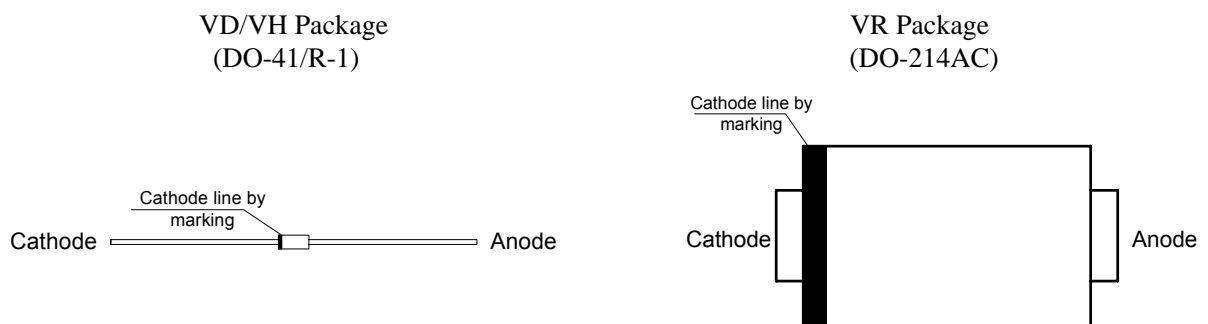 VD/VH Package
(DO-41/R-1)
Cathode line by
marking
Cathode
Anode
VR Package
(DO-214AC)
Cathode line by
marking
Cathode
Anode